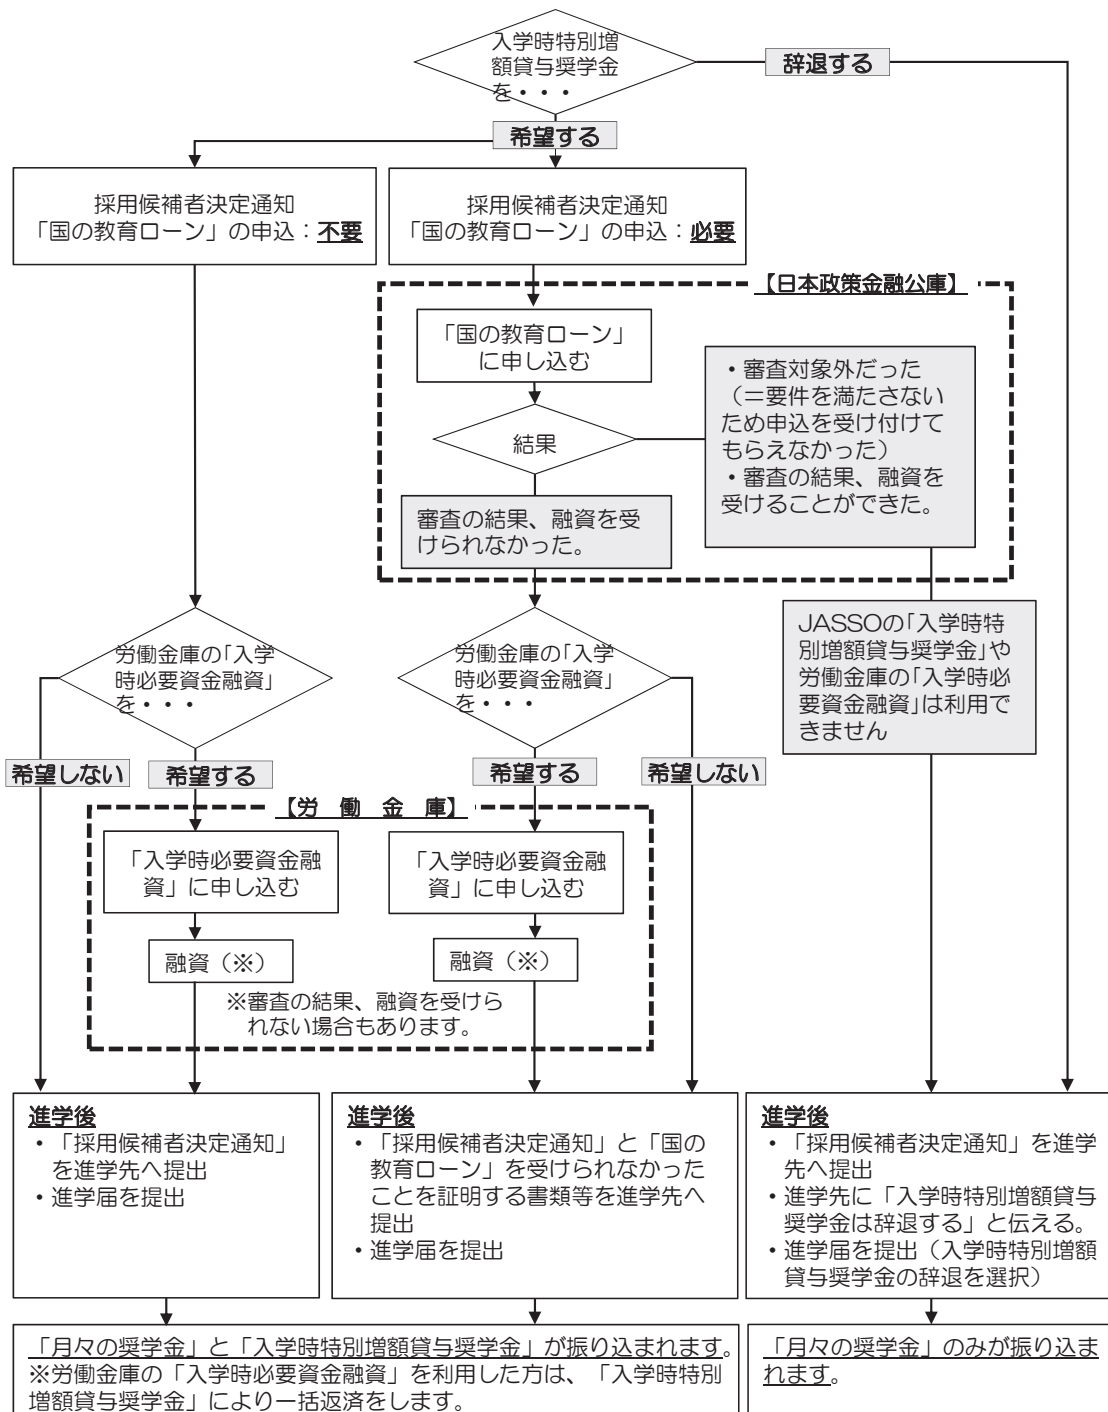 入学時特別増
額貸与奨学金
を・・・
辞退する
希望する
採用候補者決定通知
「国の教育ローン」の申込：不要
採用候補者決定通知
「国の教育ローン」の申込：必要
【日本政策金融公庫】
「国の教育ローン」
に申し込む
結果
・審査対象外だった
（＝要件を満たさない
ため申込を受け付けて
もらえなかった）
・審査の結果、融資を
受けることができた。
審査の結果、融資を受
けられなかった。
JASSOの「入学時特
別増額貸与奨学金」や
労働金庫の「入学時必
要資金融資」は利用で
きません
労働金庫の「入学
時必要資金融資」
を・・・
労働金庫の「入学
時必要資金融資」
を・・・
希望しない
希望する
希望する
希望しない
【労　働　金　庫】
「入学時必要資金融
資」に申し込む
「入学時必要資金融
資」に申し込む
融資（※）
融資（※）
※審査の結果、融資を受けら
れない場合もあります。
進学後
・「採用候補者決定通知」
を進学先へ提出
・進学届を提出
進学後
・「採用候補者決定通知」と「国の
教育ローン」を受けられなかった
ことを証明する書類等を進学先へ
提出
・進学届を提出
進学後
・「採用候補者決定通知」を進学
先へ提出
・進学先に「入学時特別増額貸与
奨学金は辞退する」と伝える。
・進学届を提出（入学時特別増額
貸与奨学金の辞退を選択）
「月々の奨学金」と「入学時特別増額貸与奨学金」が振り込まれます。
※労働金庫の「入学時必要資金融資」を利用した方は、「入学時特別
増額貸与奨学金」により一括返済をします。
「月々の奨学金」のみが振り込ま
れます。